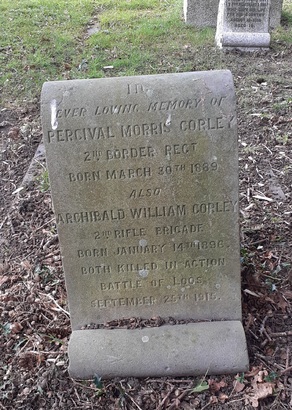 IN
EVER LOVING MEMORY OF
PERCIVAL MORRIS CORLEY
2ND BORDER REGT
BORN MARCH 30TH 1889
ALSO
ARCHIBALD WILLIAM CORLEY
2ND RIFLE BRIGADE
BORN JANUARY 14TH 1896
BOTH KILLED IN ACTION
BATTLE OF LOOS
SEPTEMBER 25TH 1915.